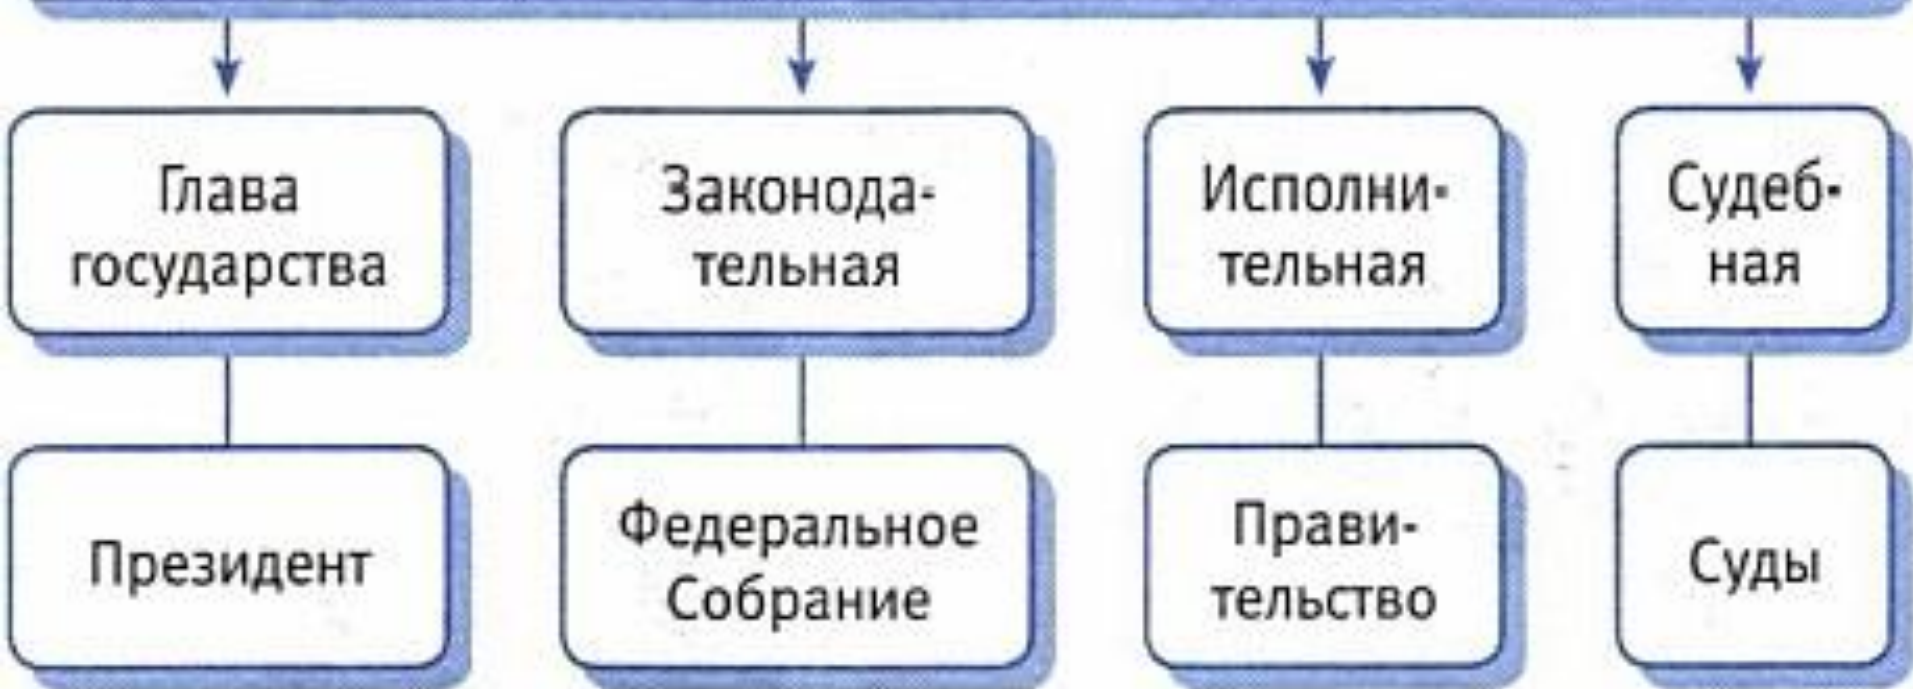 Глава
государства
Законода-
тельная
Исполни-
тельная
Судеб-
ная
Президент
Федеральное
Собрание
Прави-
тельство
Суды